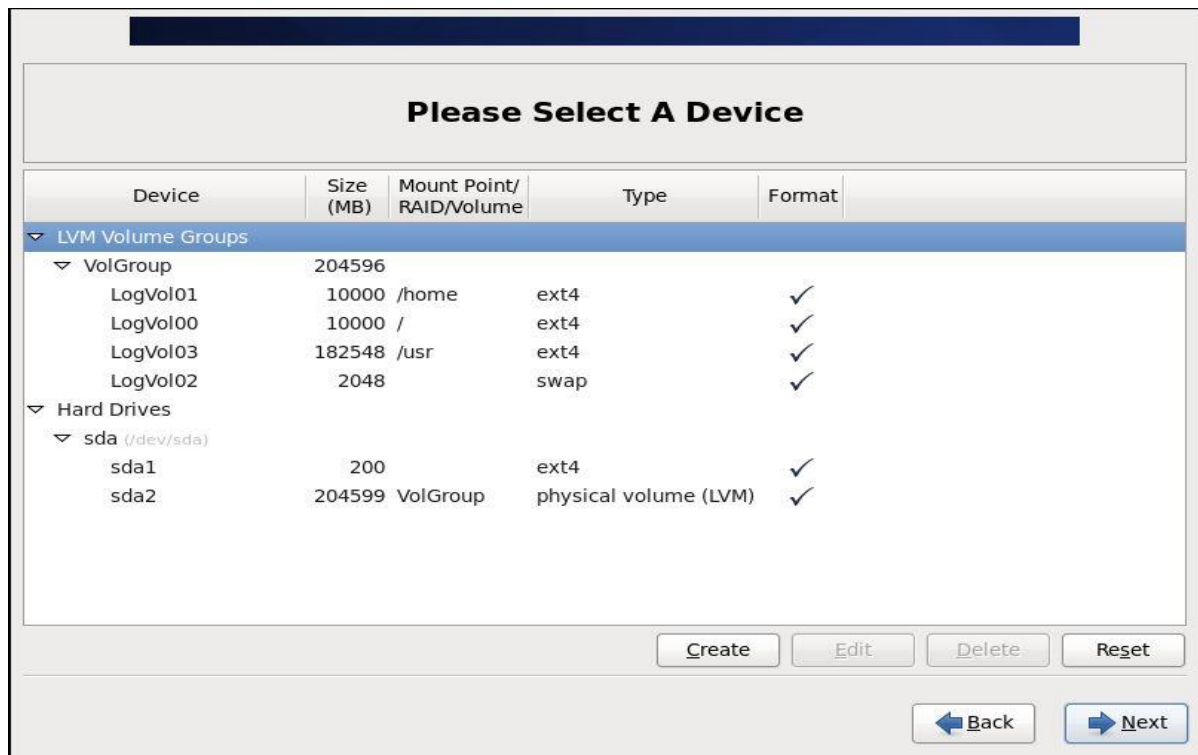 Please Select A Device
Device Size (MB) Mount Point/ RAID/Volume Type Format
LVM Volume Groups
VolGroup 204596
LogVol01 10000 /home ext4
LogVol00 10000 / ext4
LogVol03 182548 /usr ext4
LogVol02 2048 swap
Hard Drives
sda (/dev/sda)
sda1 200 ext4
sda2 204599 VolGroup physical volume (LVM)
Create Edit Delete Reset
Back Next